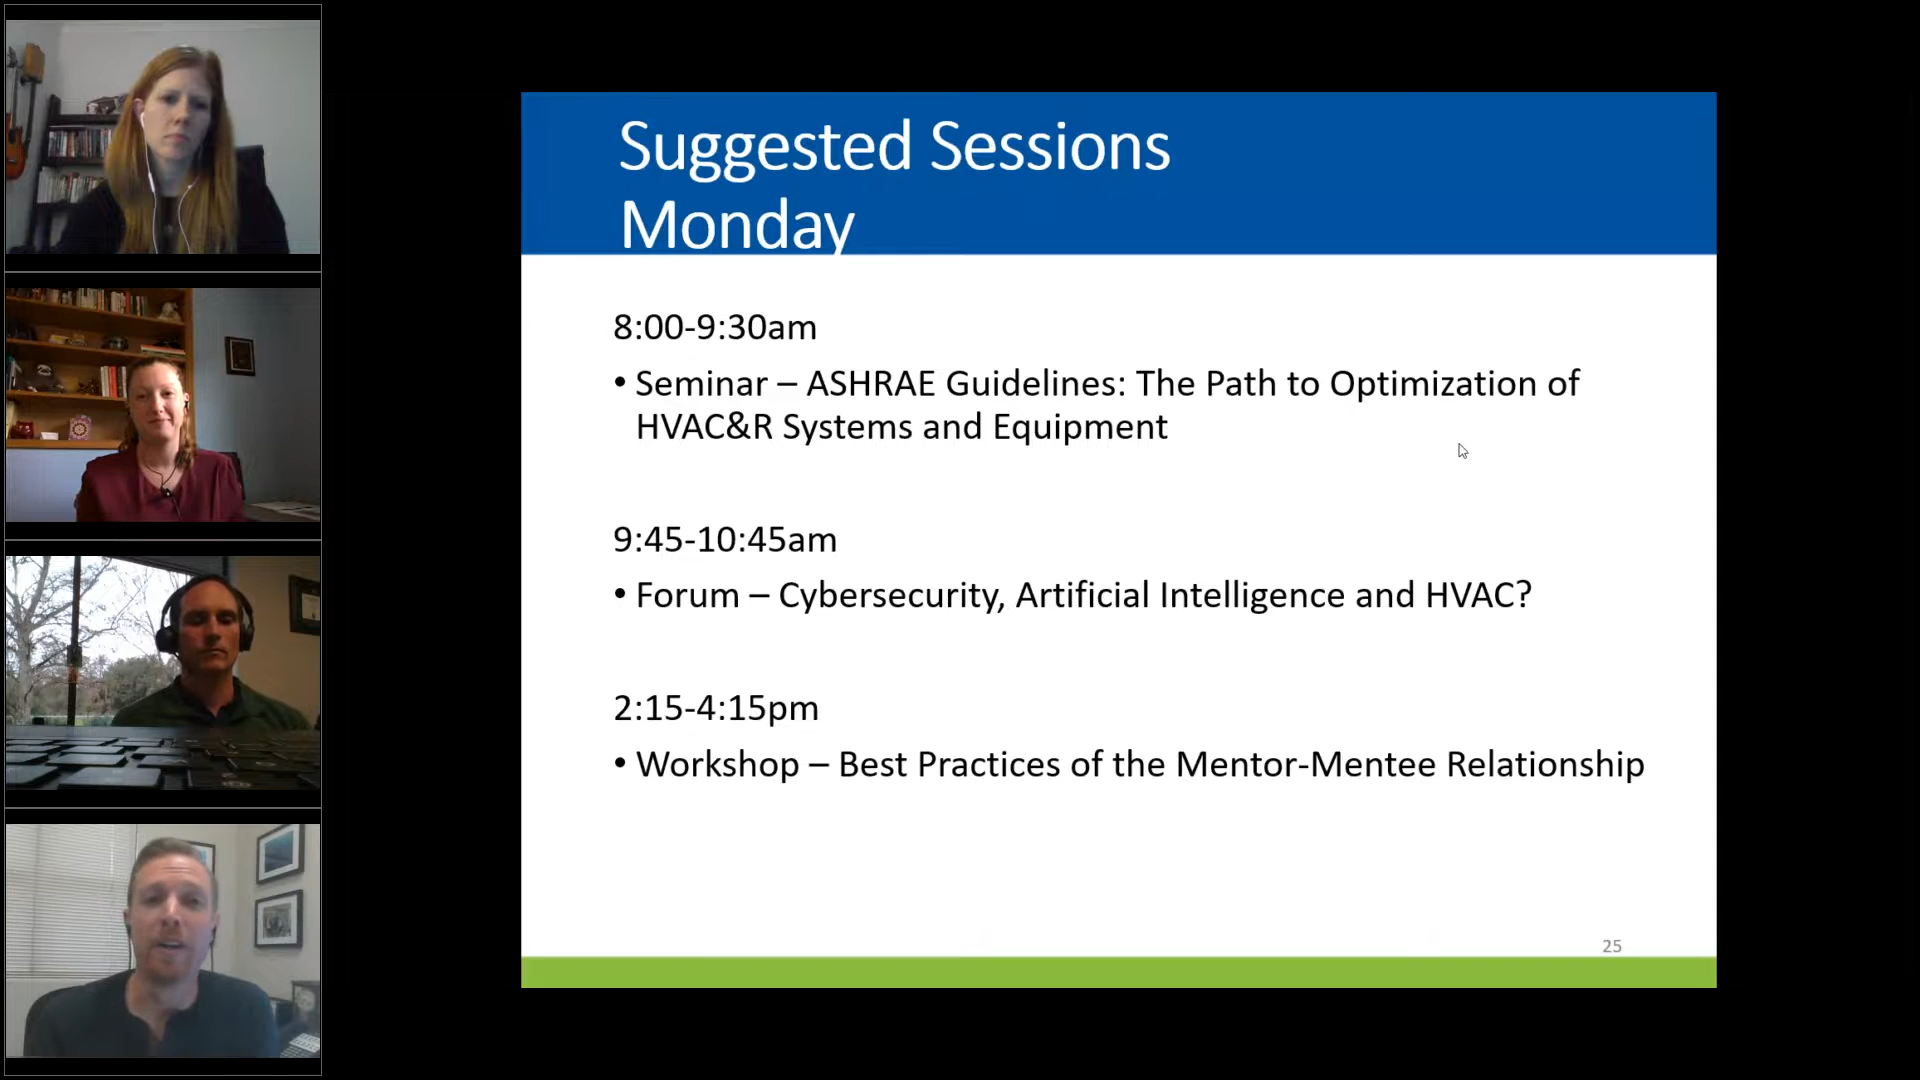 Suggested Sessions
Monday
8:00-9:30am
• Seminar – ASHRAE Guidelines: The Path to Optimization of
HVAC&R Systems and Equipment
9:45-10:45am
• Forum – Cybersecurity, Artificial Intelligence and HVAC?
2:15-4:15pm
• Workshop – Best Practices of the Mentor-Mentee Relationship
25